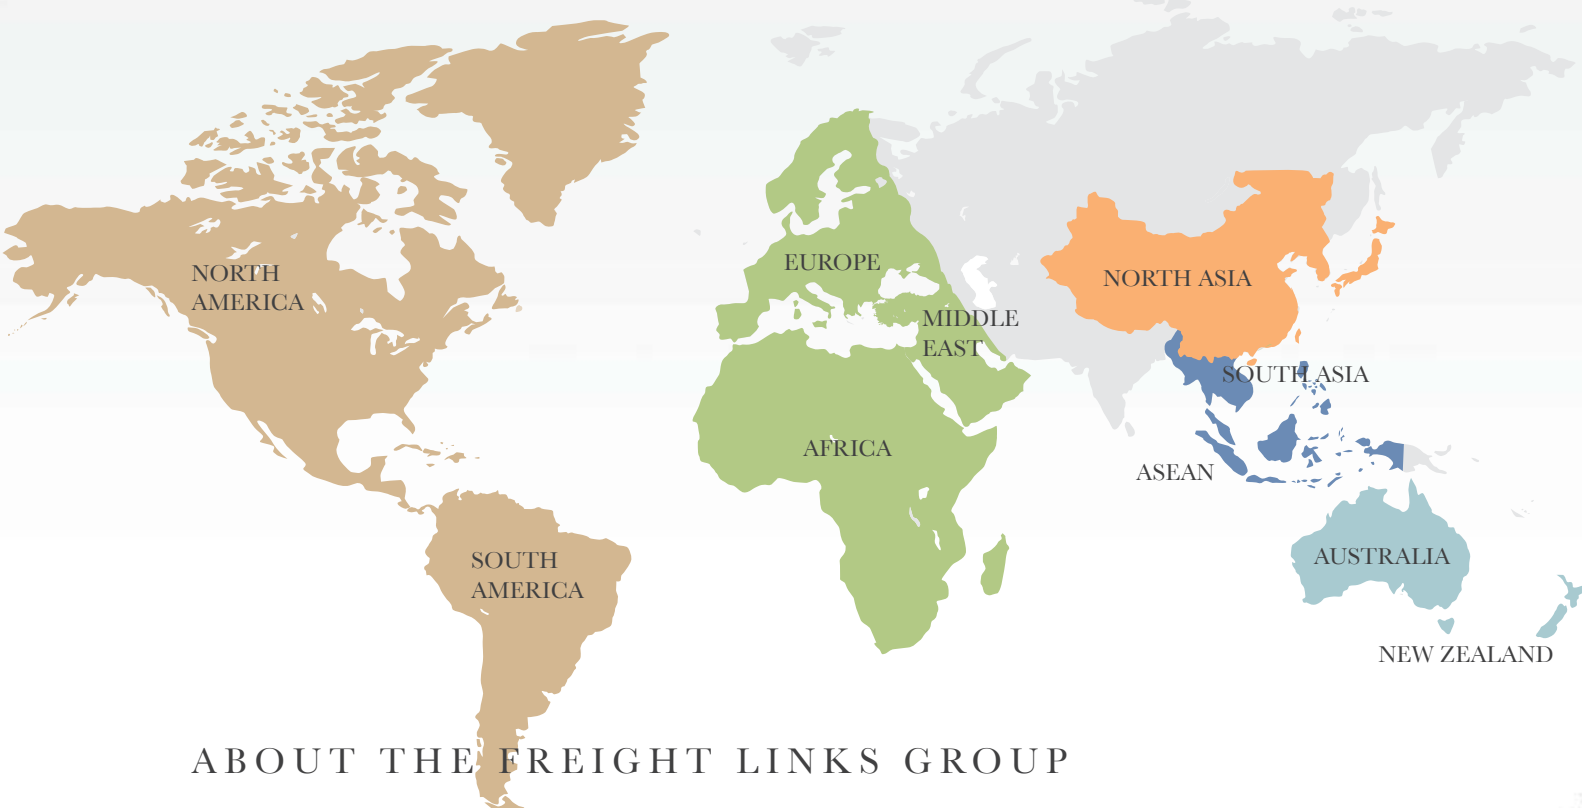 NORTH
AMERICA
EUROPE
NORTH ASIA
MIDDLE
EAST
SOUTH ASIA
AFRICA
ASEAN
SOUTH
AMERICA
AUSTRALIA
NEW ZEALAND
ABOUT THE FREIGHT LINKS GROUP